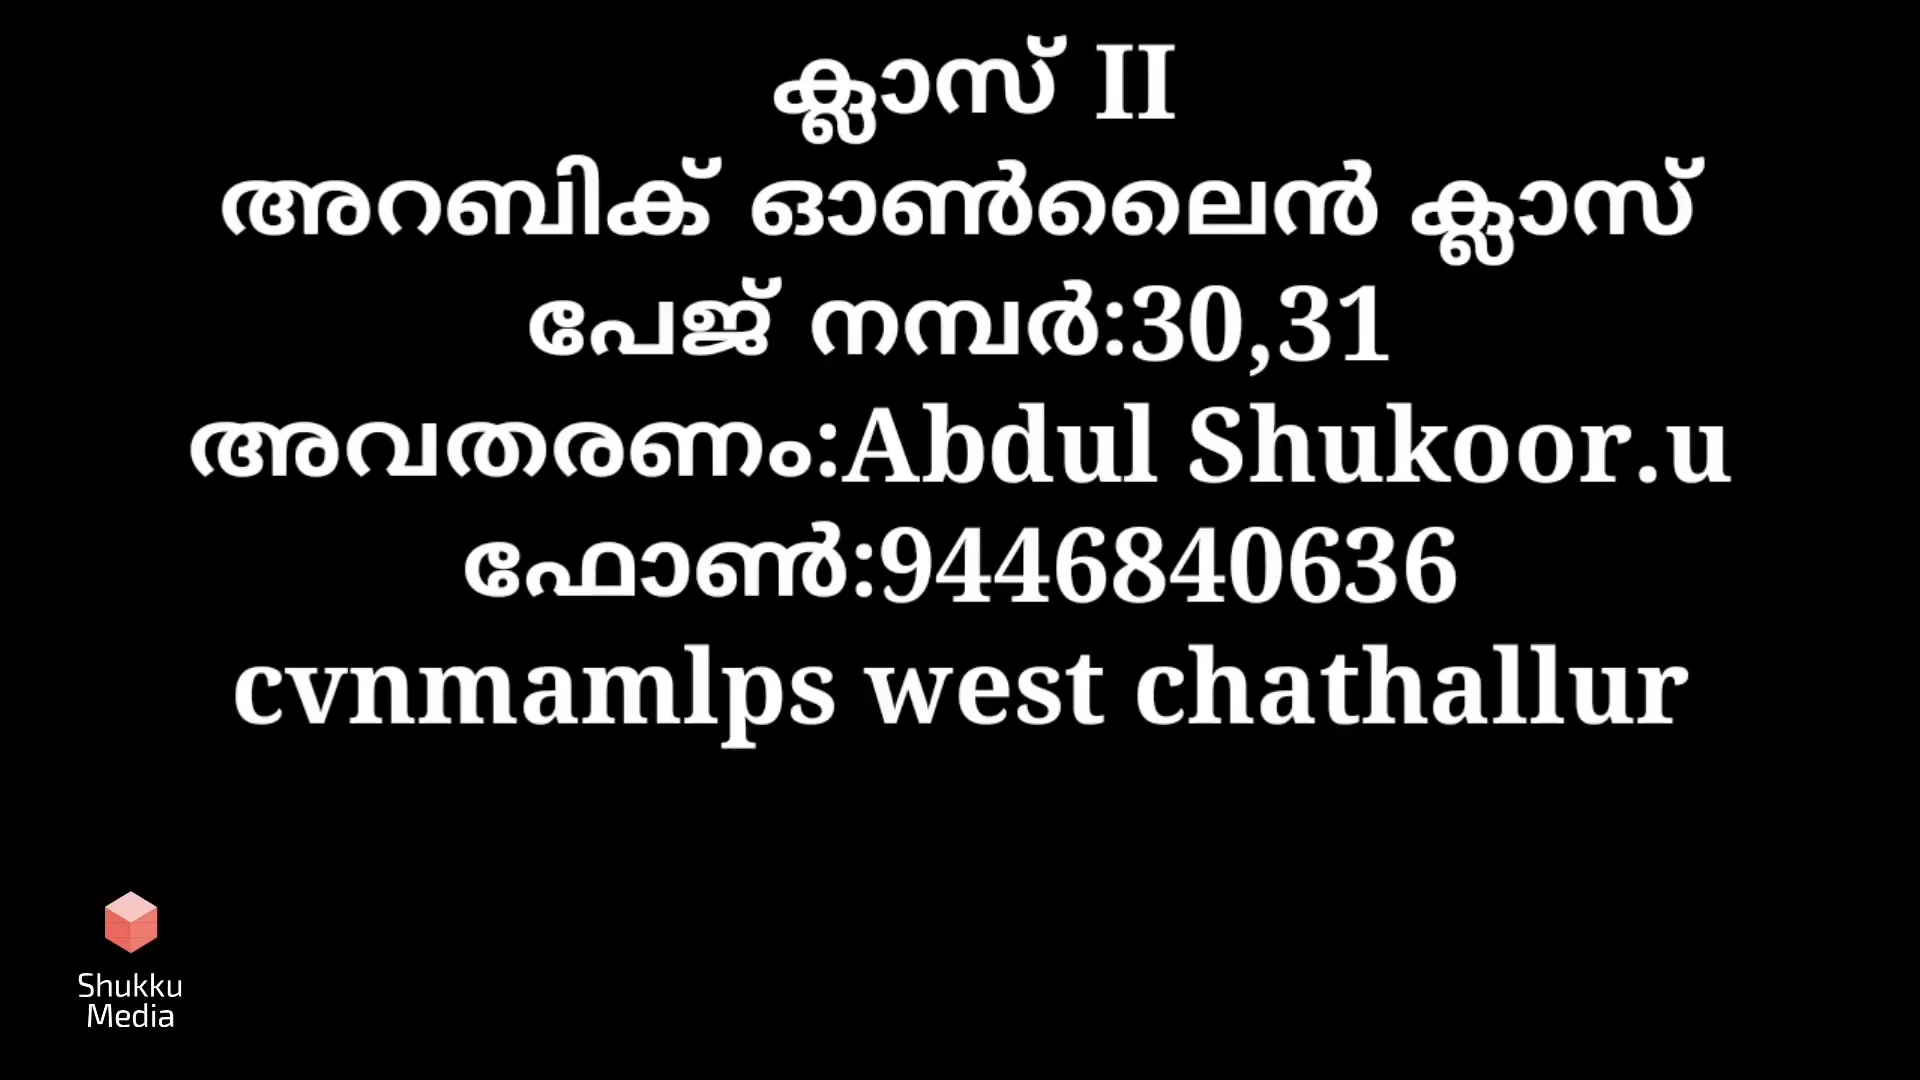 ക്ലാസ് II
അറബിക് ഓൺലൈൻ ക്ലാസ്
പേജ് നമ്പർ:30,31
അവതരണം:Abdul Shukoor.u
ഫോൺ:9446840636
cvnmamlps west chathallur
Shukku
Media